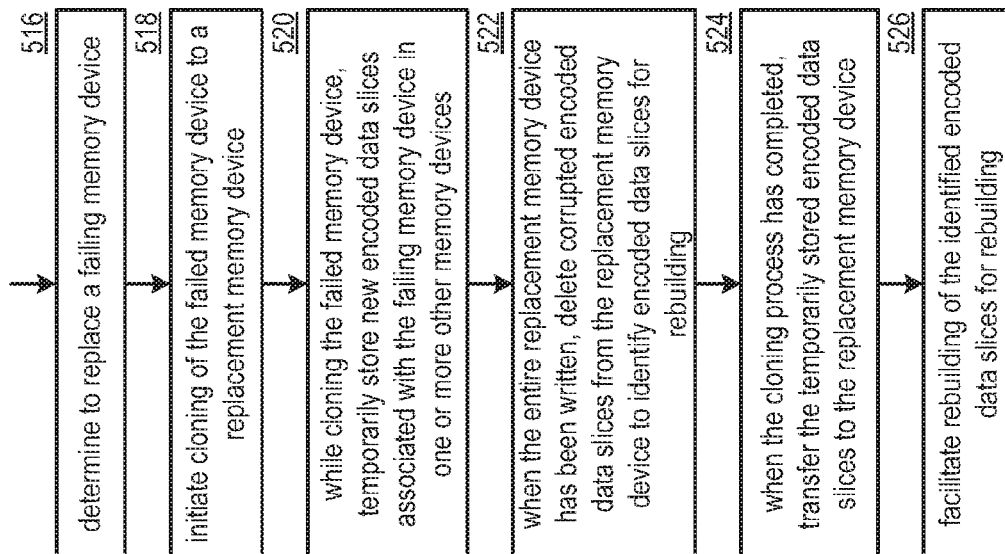 516
determine to replace a failing memory device
518
initiate cloning of the failed memory device to a
replacement memory device
520
while cloning the failed memory device,
temporarily store new encoded data slices
associated with the failing memory device in
one or more other memory devices
522
when the entire replacement memory device
has been written, delete corrupted encoded
data slices from the replacement memory
device to identify encoded data slices for
rebuilding
524
when the cloning process has completed,
transfer the temporarily stored encoded data
slices to the replacement memory device
526
facilitate rebuilding of the identified encoded
data slices for rebuilding